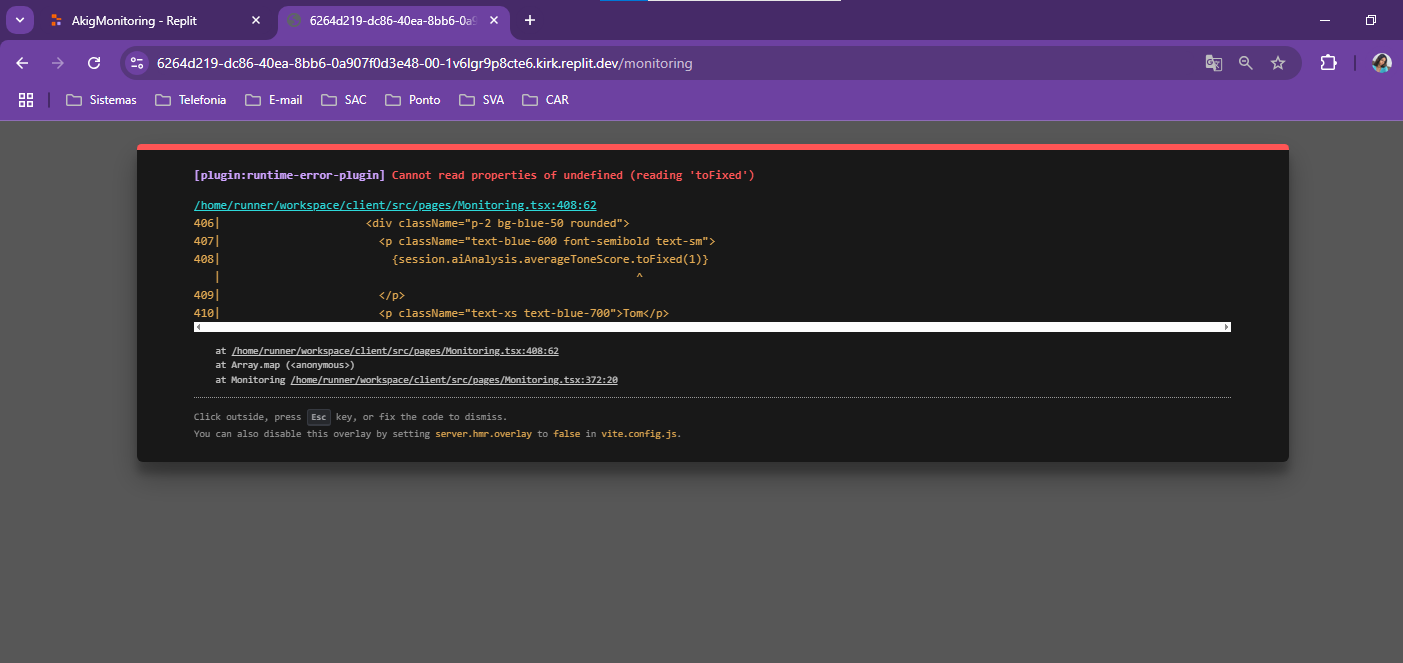 AkigMonitoring - Replit
6264d219-dc86-40ea-8bb6-0a9
6264d219-dc86-40ea-8bb6-0a907f0d3e48-00-1v6lgr9p8cte6.kirk.replit.dev/monitoring
Sistemas Telefonia E-mail SAC Ponto SVA CAR
[plugin:runtime-error-plugin] Cannot read properties of undefined (reading 'toFixed')
/home/runner/workspace/client/src/pages/Monitoring.tsx:408:62
406| <div className="p-2 bg-blue-50 rounded">
407| <p className="text-blue-600 font-semibold text-sm">
408| {session.aiAnalysis.averageToneScore.toFixed(1)}
| ^
409| </p>
410| <p className="text-xs text-blue-700">Tom</p>
at /home/runner/workspace/client/src/pages/Monitoring.tsx:408:62
at Array.map (<anonymous>)
at Monitoring /home/runner/workspace/client/src/pages/Monitoring.tsx:372:20
Click outside, press Esc key, or fix the code to dismiss.
You can also disable this overlay by setting server.hmr.overlay to false in vite.config.js.